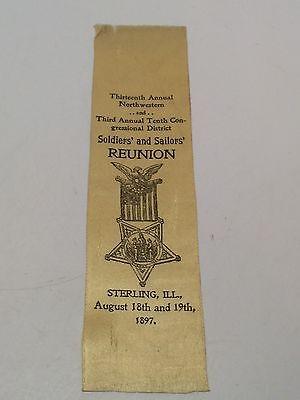 Thirteenth Annual
Northwestern
..and..
Third Annual Tenth Con-
gressional District
Soldiers' and Sailors'
REUNION
STERLING, ILL.,
August 18th and 19th,
1897.